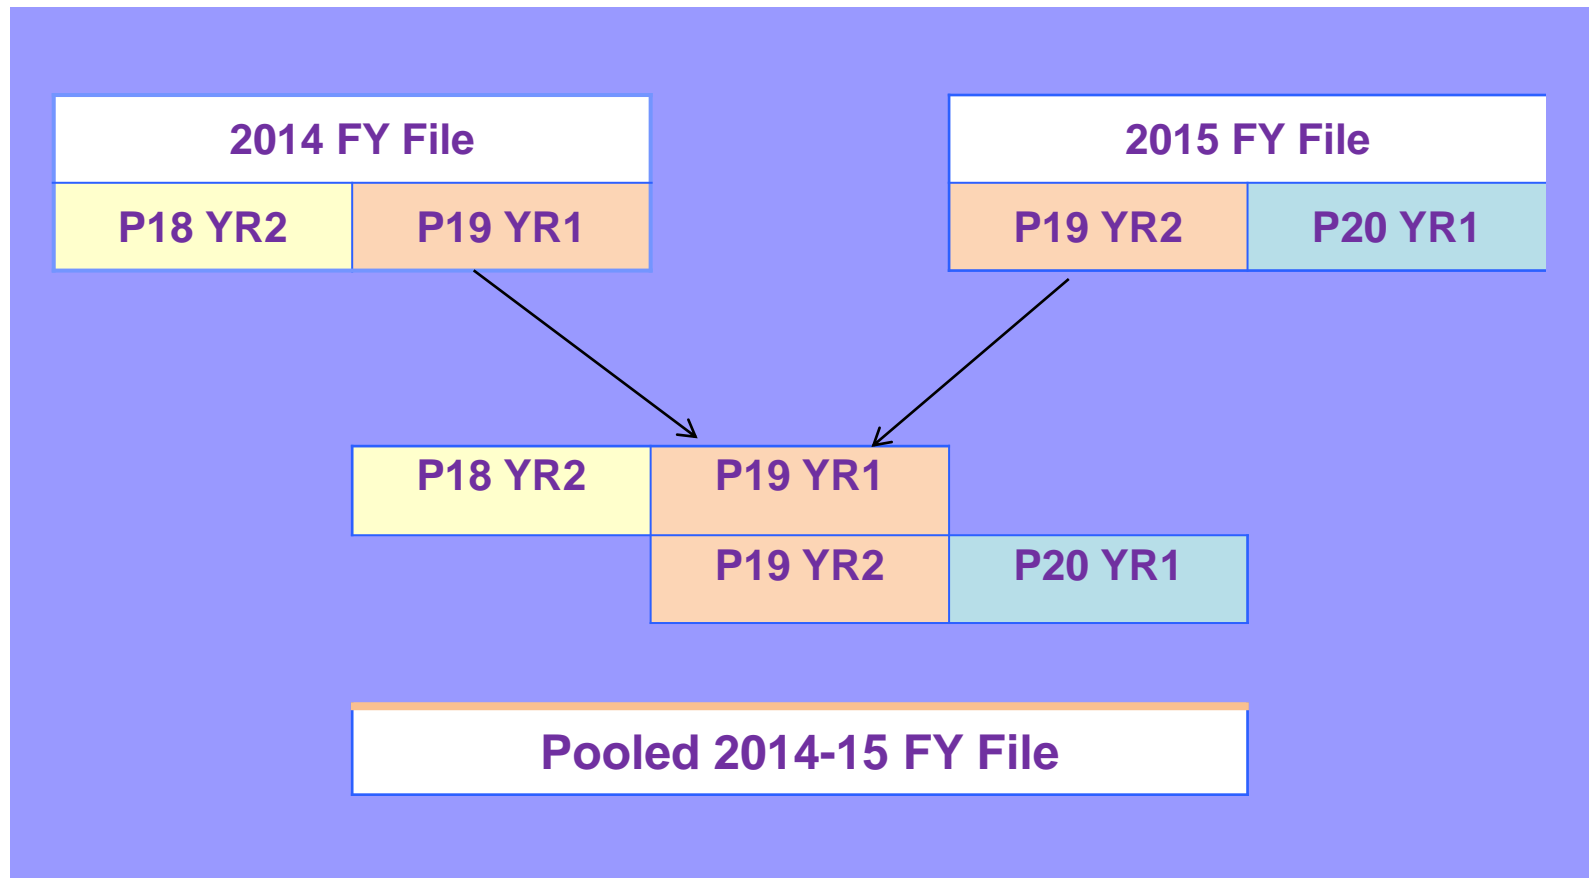 2014 FY File
2015 FY File
P18 YR2
P19 YR1
P19 YR2
P20 YR1
P18 YR2
P19 YR1
P19 YR2
P20 YR1
Pooled 2014-15 FY File